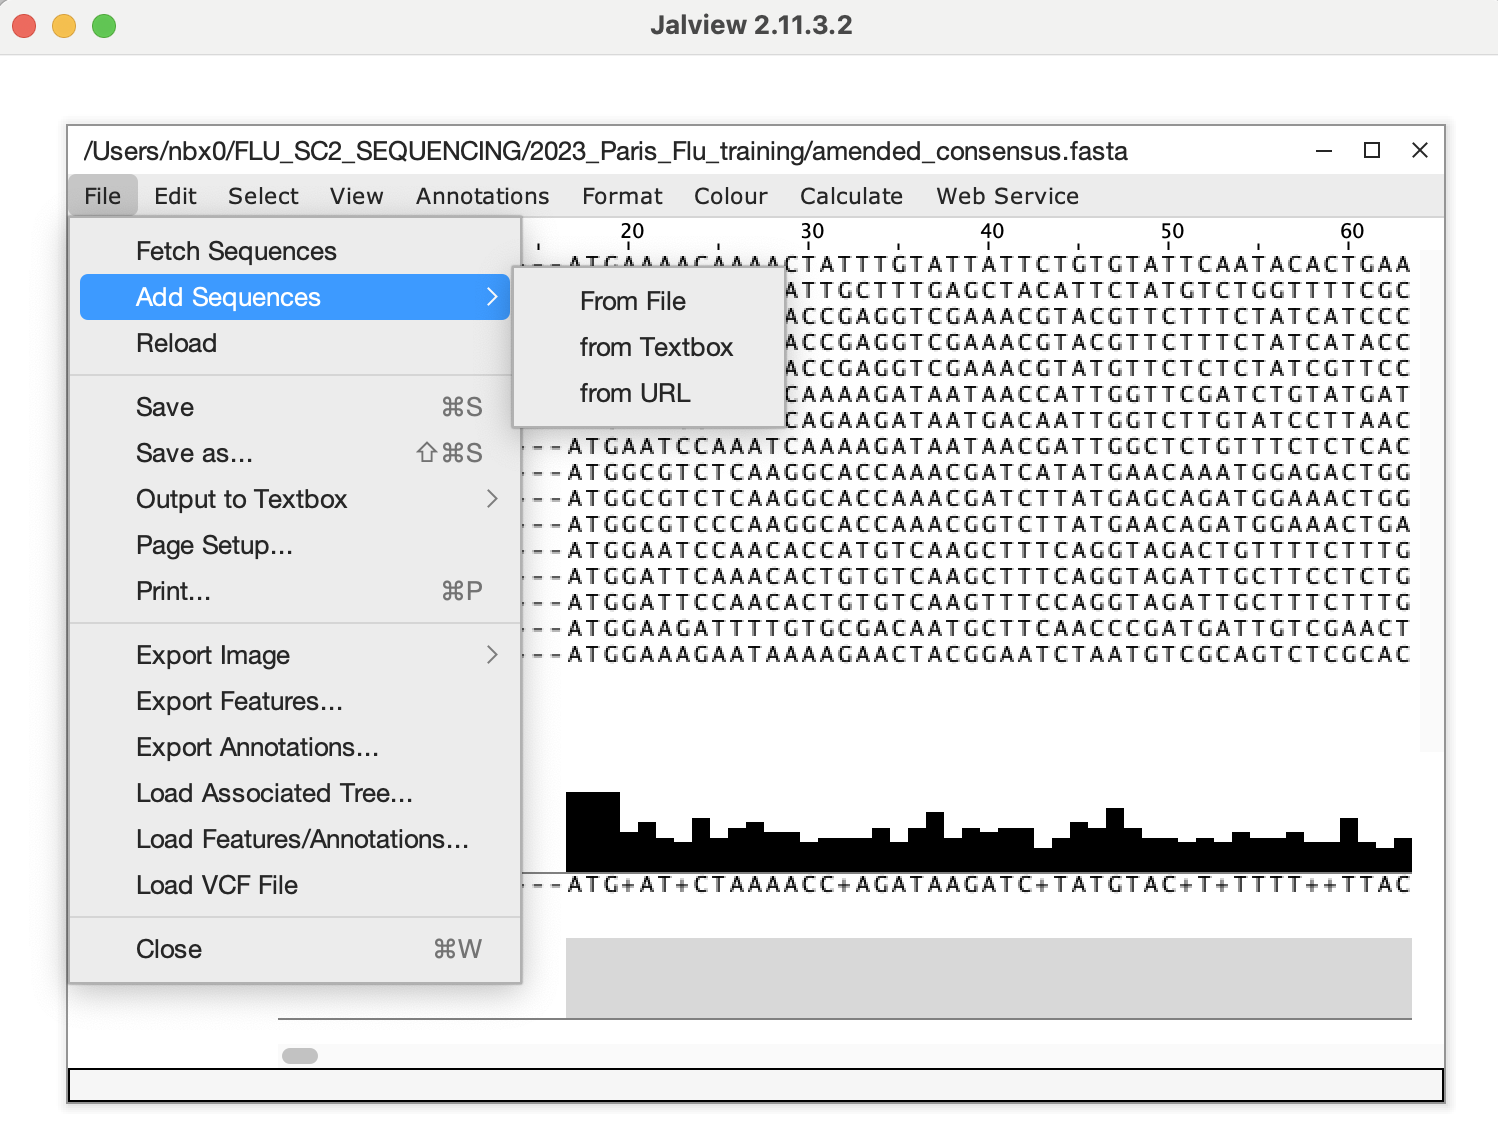 Jalview 2.11.3.2
/Users/nbx0/FLU_SC2_SEQUENCING/2023_Paris_Flu_training/amended_consensus.fasta
File Edit Select View Annotations Format Colour Calculate Web Service
20 30 40 50 60
Fetch Sequences
Add Sequences
Reload
Save ⌘S
Save as... ⇧⌘S
Output to Textbox
Page Setup...
Print... ⌘P
Export Image
Export Features...
Export Annotations...
Load Associated Tree...
Load Features/Annotations...
Load VCF File
Close ⌘W
From File
from Textbox
from URL
---ATGAAAACAAAACTATTTGTATTATTCTGTGTATTCAATACACTGAA
ATTGCTTTGAGCTACATTCTATGTCTGGTTTTCGC
ACCGAGGTCGAAACGTACGTTCTTTCTATCATCCC
ACCGAGGTCGAAACGTACGTTCTTTCTATCATACC
ACCGAGGTCGAAACGTATGTTCTCTCTATCGTTCC
CAAAAGATAATAACCATTGGTTCGATCTGTATGAT
CAGAAGATAATGACAATTGGTCTTGTATCCTTAAC
---ATGAATCCAAATCAAAAGATAATAACGATTGGCTCTGTTTCTCTCAC
---ATGGCGTCTCAAGGCACCAAACGATCATATGAACAAATGGAGACTGG
---ATGGCGTCTCAAGGCACCAAACGATCTTATGAGCAGATGGAAACTGG
---ATGGCGTCCCAAGGCACCAAACGGTCTTATGAACAGATGGAAACTGA
---ATGGAATCCAACACCATGTCAAGCTTTCAGGTAGACTGTTTTCTTTG
---ATGGATTCAAACACTGTGTCAAGCTTTCAGGTAGATTGCTTCCTCTG
---ATGGATTCCAACACTGTGTCAAGTTTCCAGGTAGATTGCTTTCTTTG
---ATGGAAGATTTTGTGCGACAATGCTTCAACCCGATGATTGTCGAACT
---ATGGAAAGAATAAAAGAACTACGGAATCTAATGTCGCAGTCTCGCAC
---ATG+AT+CTAAAACC+AGATAAGATC+TATGTAC+T+TTTT++TTAC